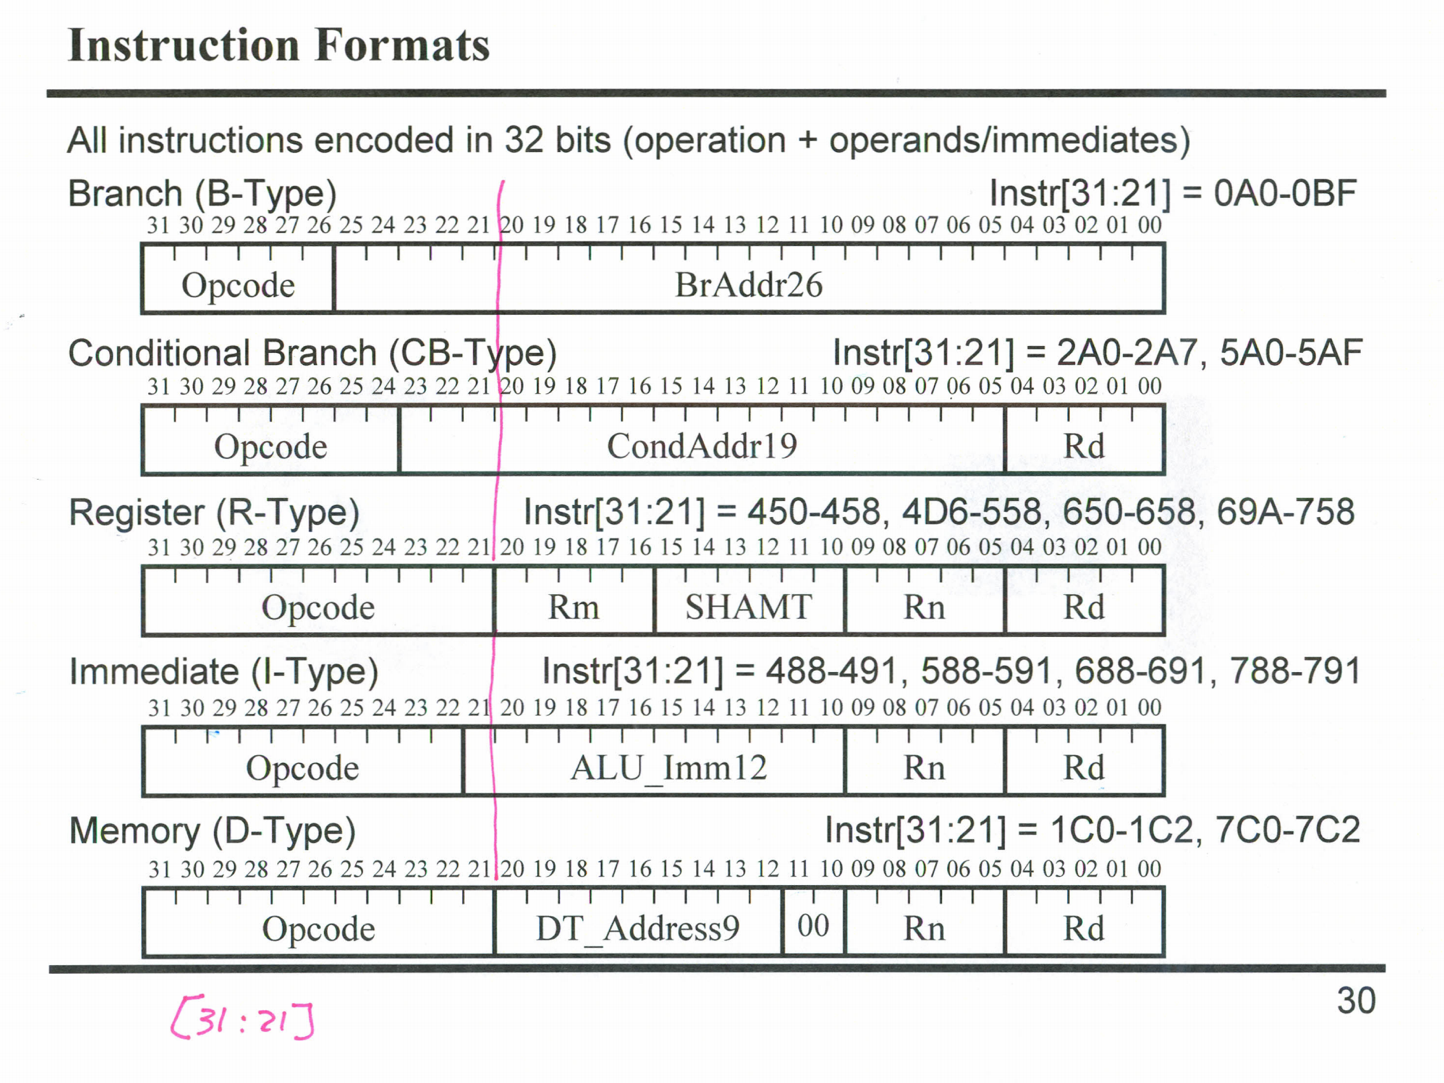 Instruction Formats
All instructions encoded in 32 bits (operation + operands/immediates)
Branch (B-Type) Instr[31:21] = 0A0-0BF
31 30 29 28 27 26 25 24 23 22 21 20 19 18 17 16 15 14 13 12 11 10 09 08 07 06 05 04 03 02 01 00
Opcode BrAddr26
Conditional Branch (CB-Type) Instr[31:21] = 2A0-2A7, 5A0-5AF
31 30 29 28 27 26 25 24 23 22 21 20 19 18 17 16 15 14 13 12 11 10 09 08 07 06 05 04 03 02 01 00
Opcode CondAddr19 Rd
Register (R-Type) Instr[31:21] = 450-458, 4D6-558, 650-658, 69A-758
31 30 29 28 27 26 25 24 23 22 21 20 19 18 17 16 15 14 13 12 11 10 09 08 07 06 05 04 03 02 01 00
Opcode Rm SHAMT Rn Rd
Immediate (I-Type) Instr[31:21] = 488-491, 588-591, 688-691, 788-791
31 30 29 28 27 26 25 24 23 22 21 20 19 18 17 16 15 14 13 12 11 10 09 08 07 06 05 04 03 02 01 00
Opcode ALU_Imm12 Rn Rd
Memory (D-Type) Instr[31:21] = 1C0-1C2, 7C0-7C2
31 30 29 28 27 26 25 24 23 22 21 20 19 18 17 16 15 14 13 12 11 10 09 08 07 06 05 04 03 02 01 00
Opcode DT_Address9 00 Rn Rd
30
[31:21]